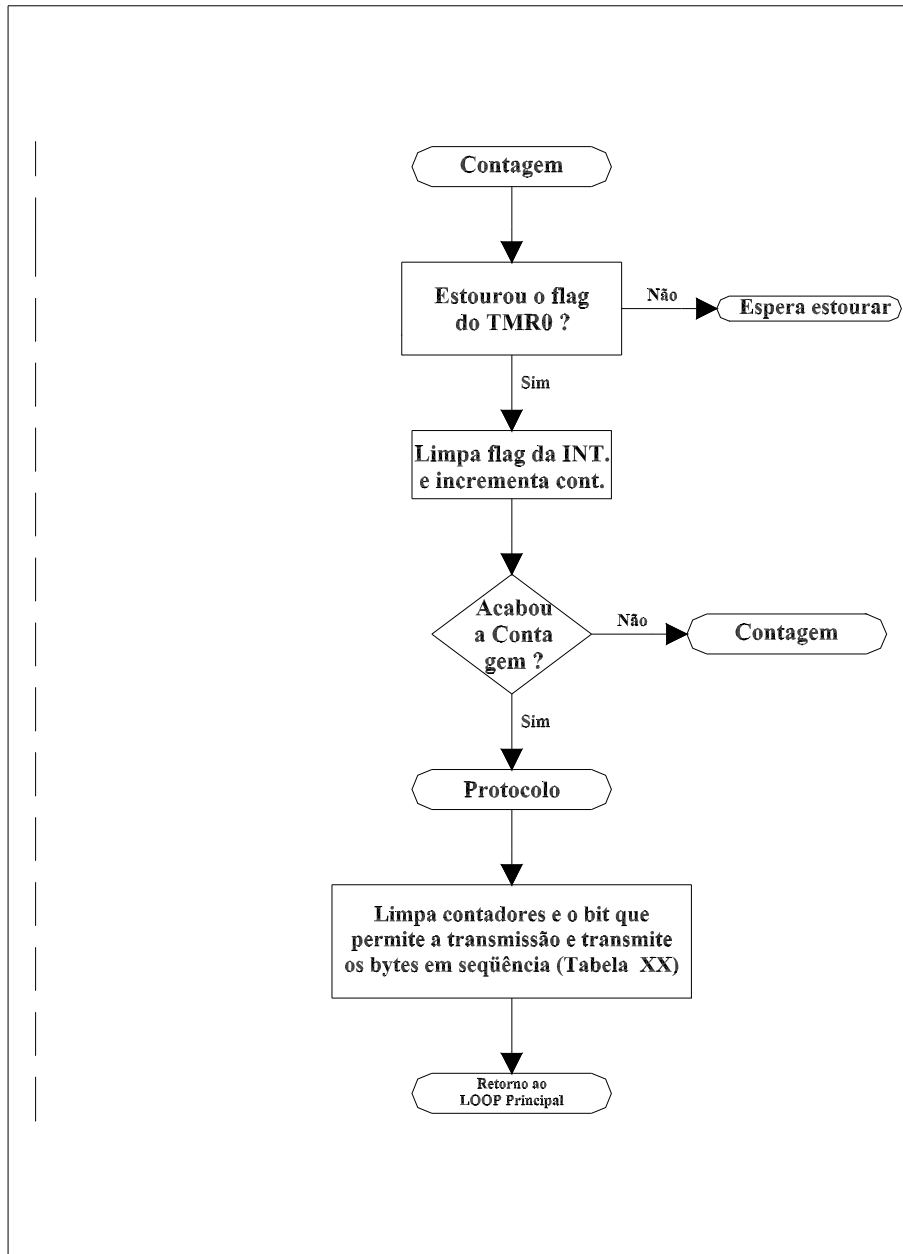 Contagem
Estourou o flag
do TMR0 ?
Não
Espera estourar
Sim
Limpa flag da INT.
e incrementa cont.
Acabou
a Conta
gem ?
Não
Contagem
Sim
Protocolo
Limpa contadores e o bit que
permite a transmissão e transmite
os bytes em seqüência (Tabela XX)
Retorno ao
LOOP Principal